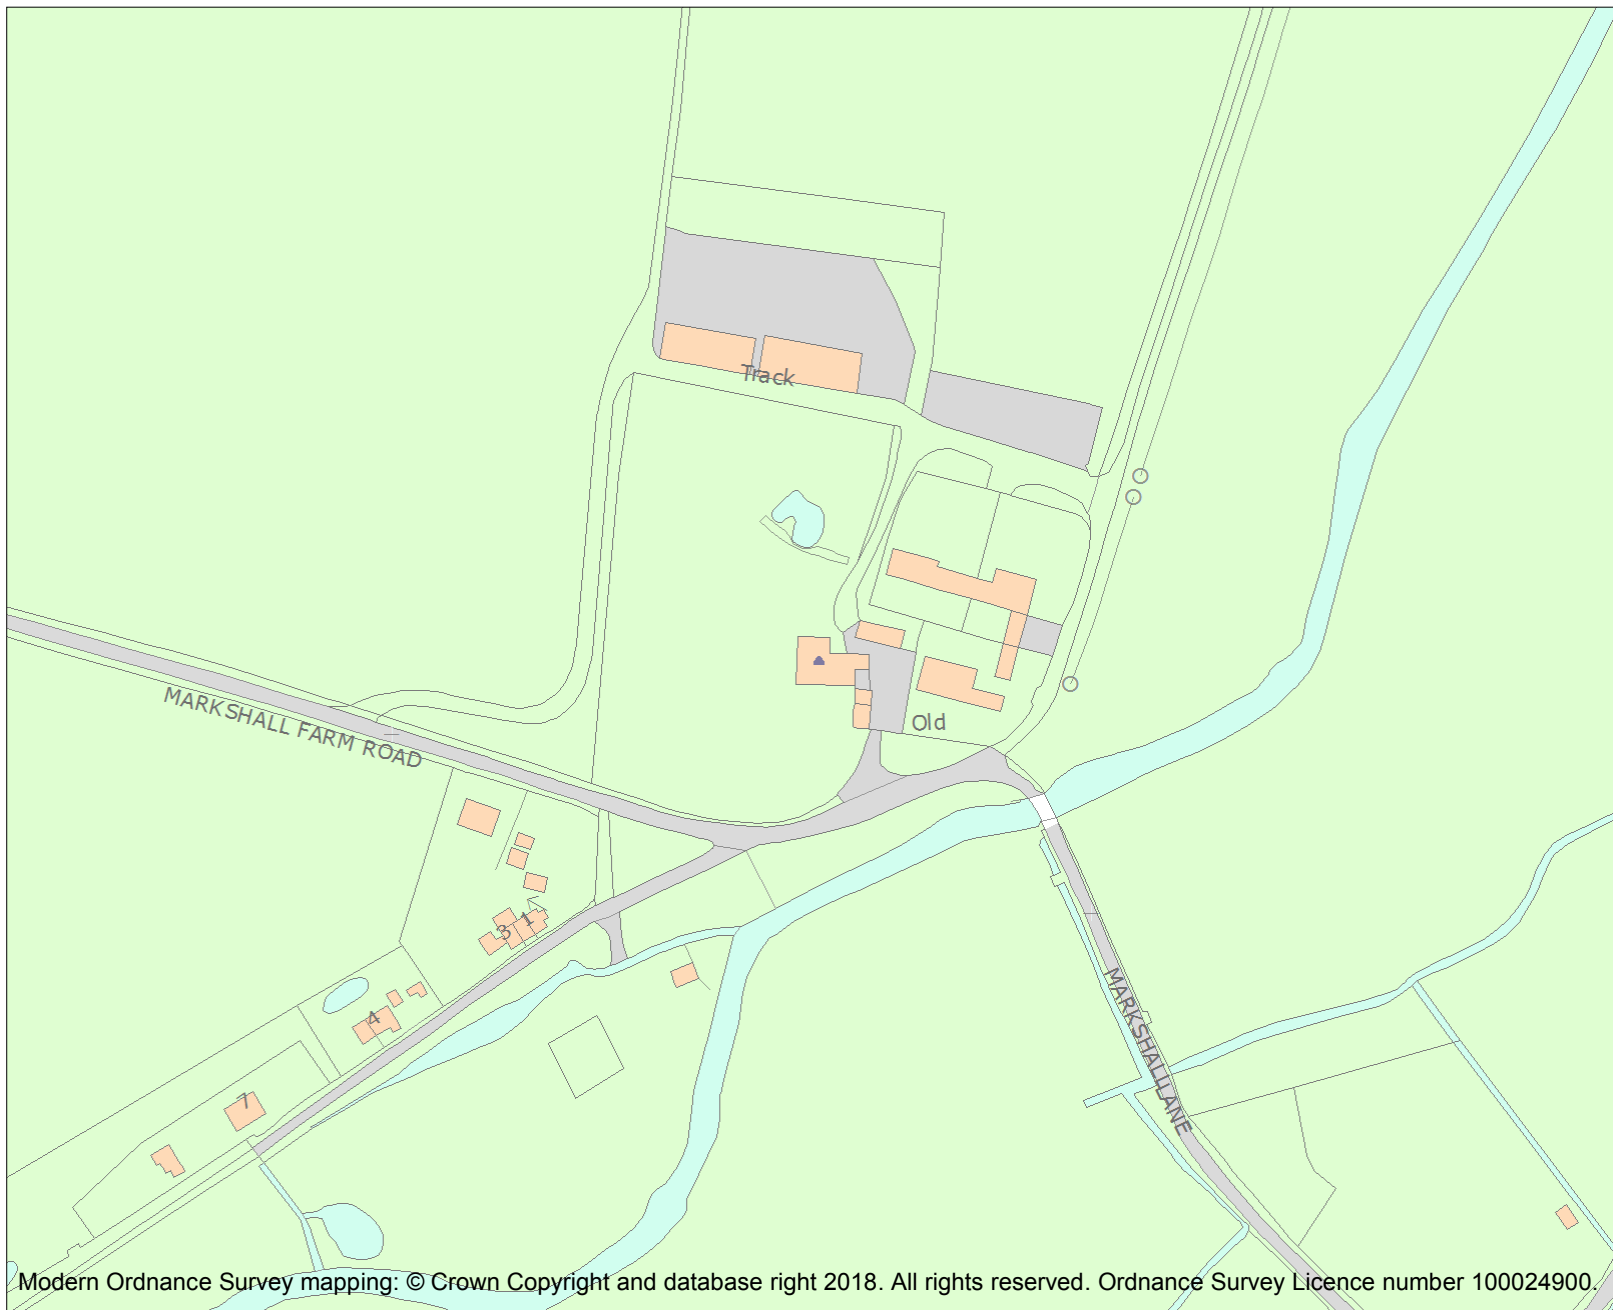 Track
MARKSHALL FARM ROAD
Old
1
3
4
7
MARKSHALL LANE
Modern Ordnance Survey mapping: © Crown Copyright and database right 2018. All rights reserved. Ordnance Survey Licence number 100024900.